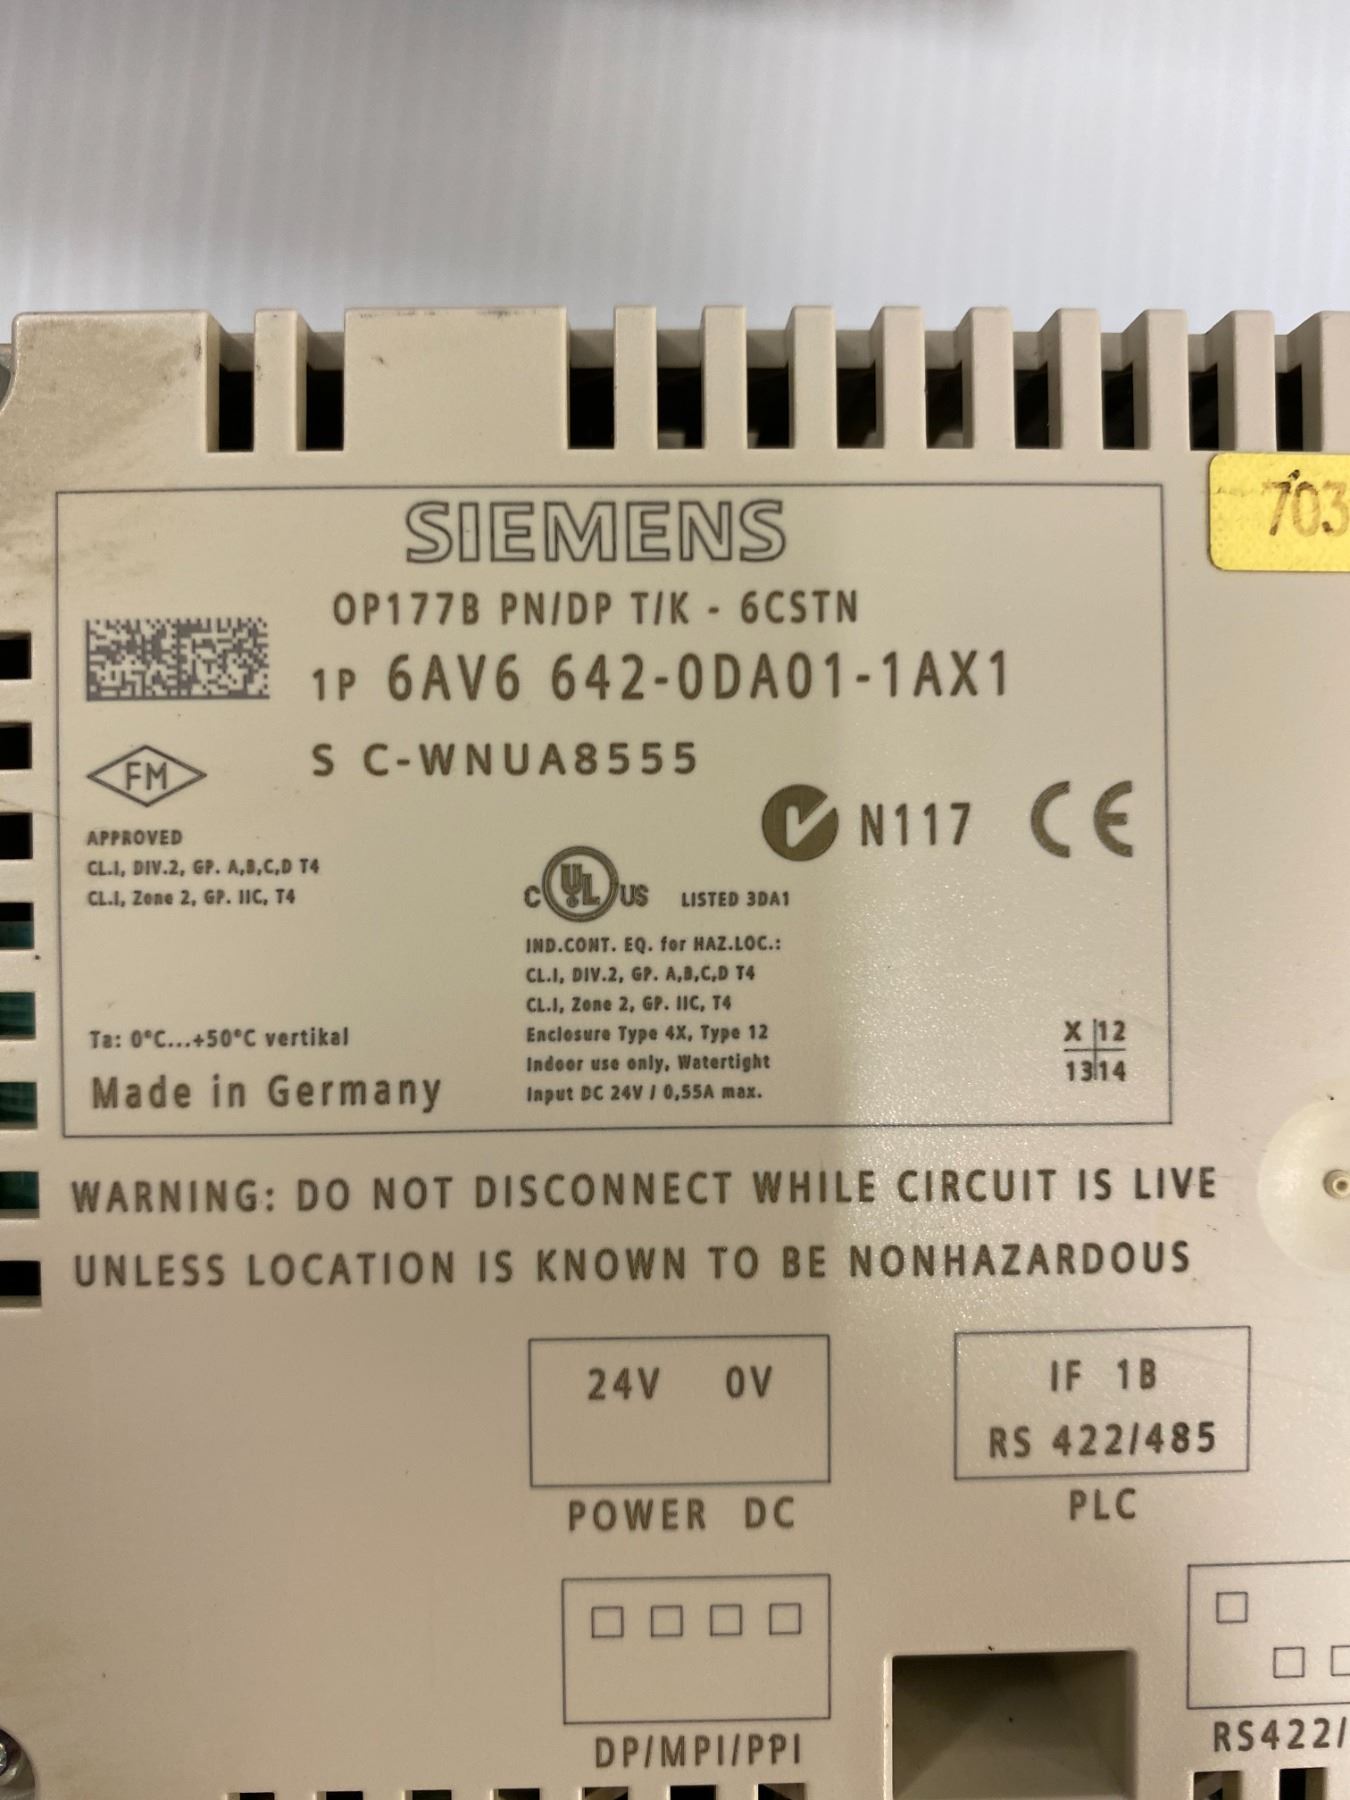 SIEMENS
703
OP177B PN/DP T/K - 6CSTN
1P 6AV6 642-0DA01-1AX1
S C-WNUA8555
FM
N117 CE
APPROVED
CL.I, DIV.2, GP. A,B,C,D T4
CL.I, Zone 2, GP. IIC, T4
C UL US LISTED 3DA1
IND.CONT. EQ. for HAZ.LOC.:
CL.I, DIV.2, GP. A,B,C,D T4
CL.I, Zone 2, GP. IIC, T4
Enclosure Type 4X, Type 12
Indoor use only, Watertight
Input DC 24V / 0,55A max.
Ta: 0°C...+50°C vertikal
Made in Germany
X 12
13 14
WARNING: DO NOT DISCONNECT WHILE CIRCUIT IS LIVE
UNLESS LOCATION IS KNOWN TO BE NONHAZARDOUS
24V 0V
POWER DC
IF 1B
RS 422/485
PLC
DP/MPI/PPI
RS422/